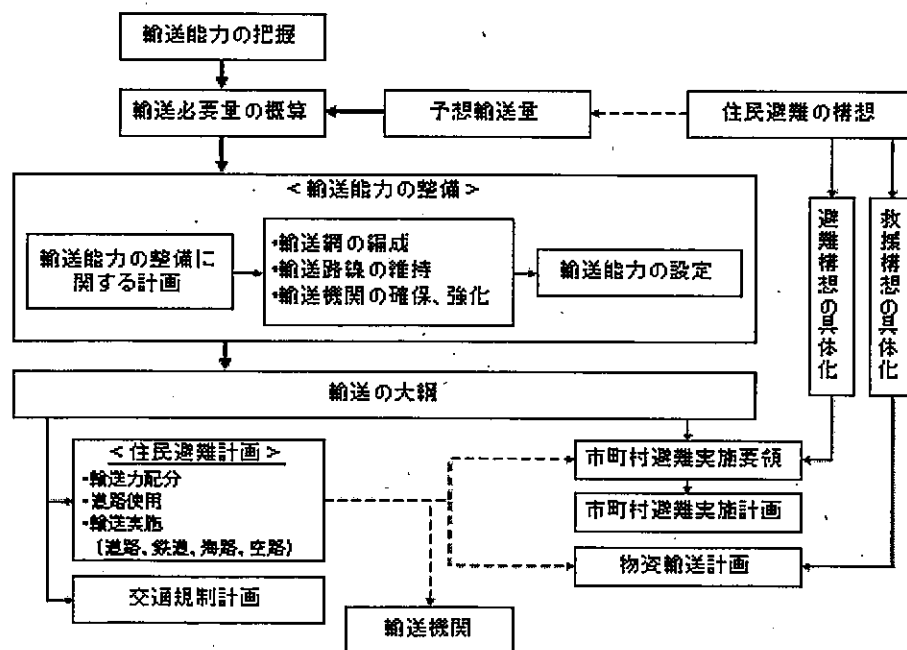 輸送能力の把握
輸送必要量の概算
予想輸送量
住民避難の構想
<輸送能力の整備>
輸送能力の整備に
関する計画
・輸送網の編成
・輸送路線の維持
・輸送機関の確保、強化
輸送能力の設定
避難構想の具体化
救援構想の具体化
輸送の大綱
<住民避難計画>
・輸送力配分
・道路使用
・輸送実施
(道路、鉄道、海路、空路)
市町村避難実施要領
市町村避難実施計画
物資輸送計画
交通規制計画
輸送機関